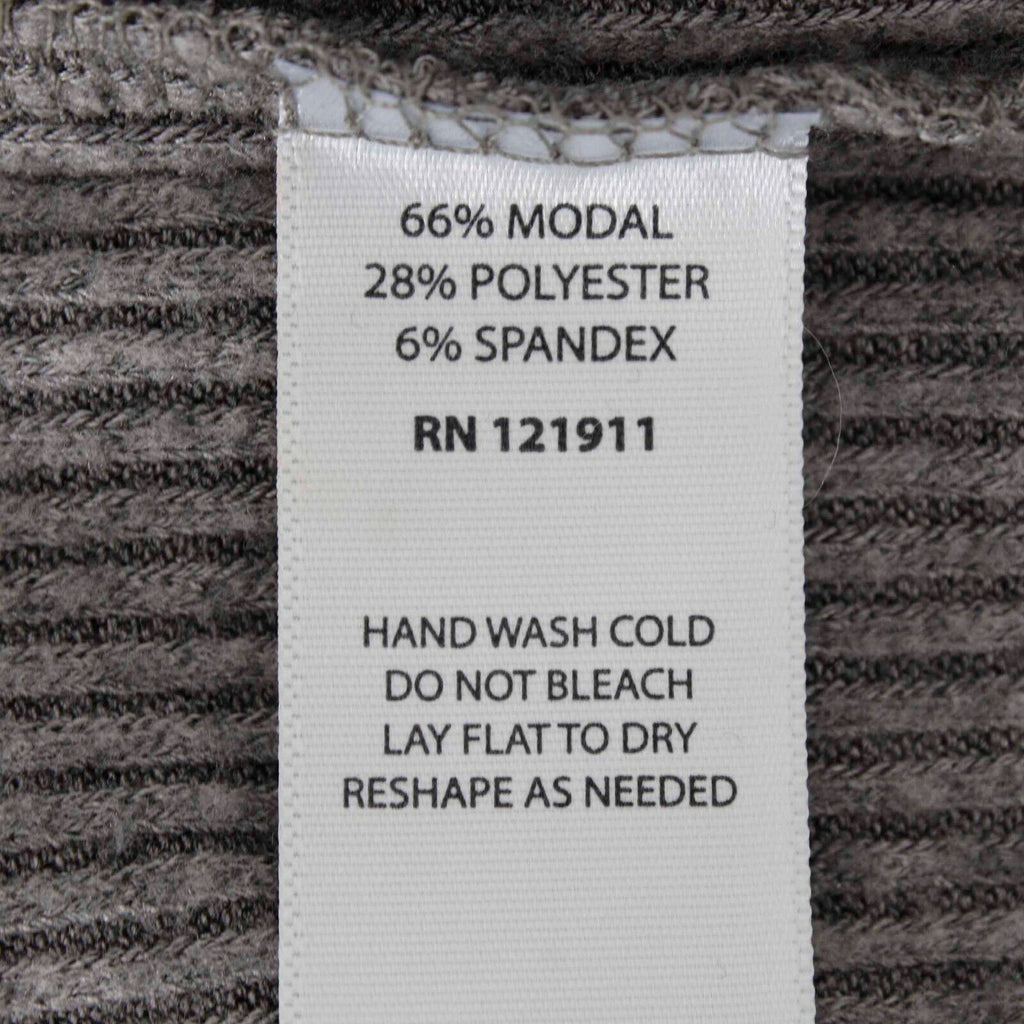 66% MODAL
28% POLYESTER
6% SPANDEX
RN 121911
HAND WASH COLD
DO NOT BLEACH
LAY FLAT TO DRY
RESHAPE AS NEEDED